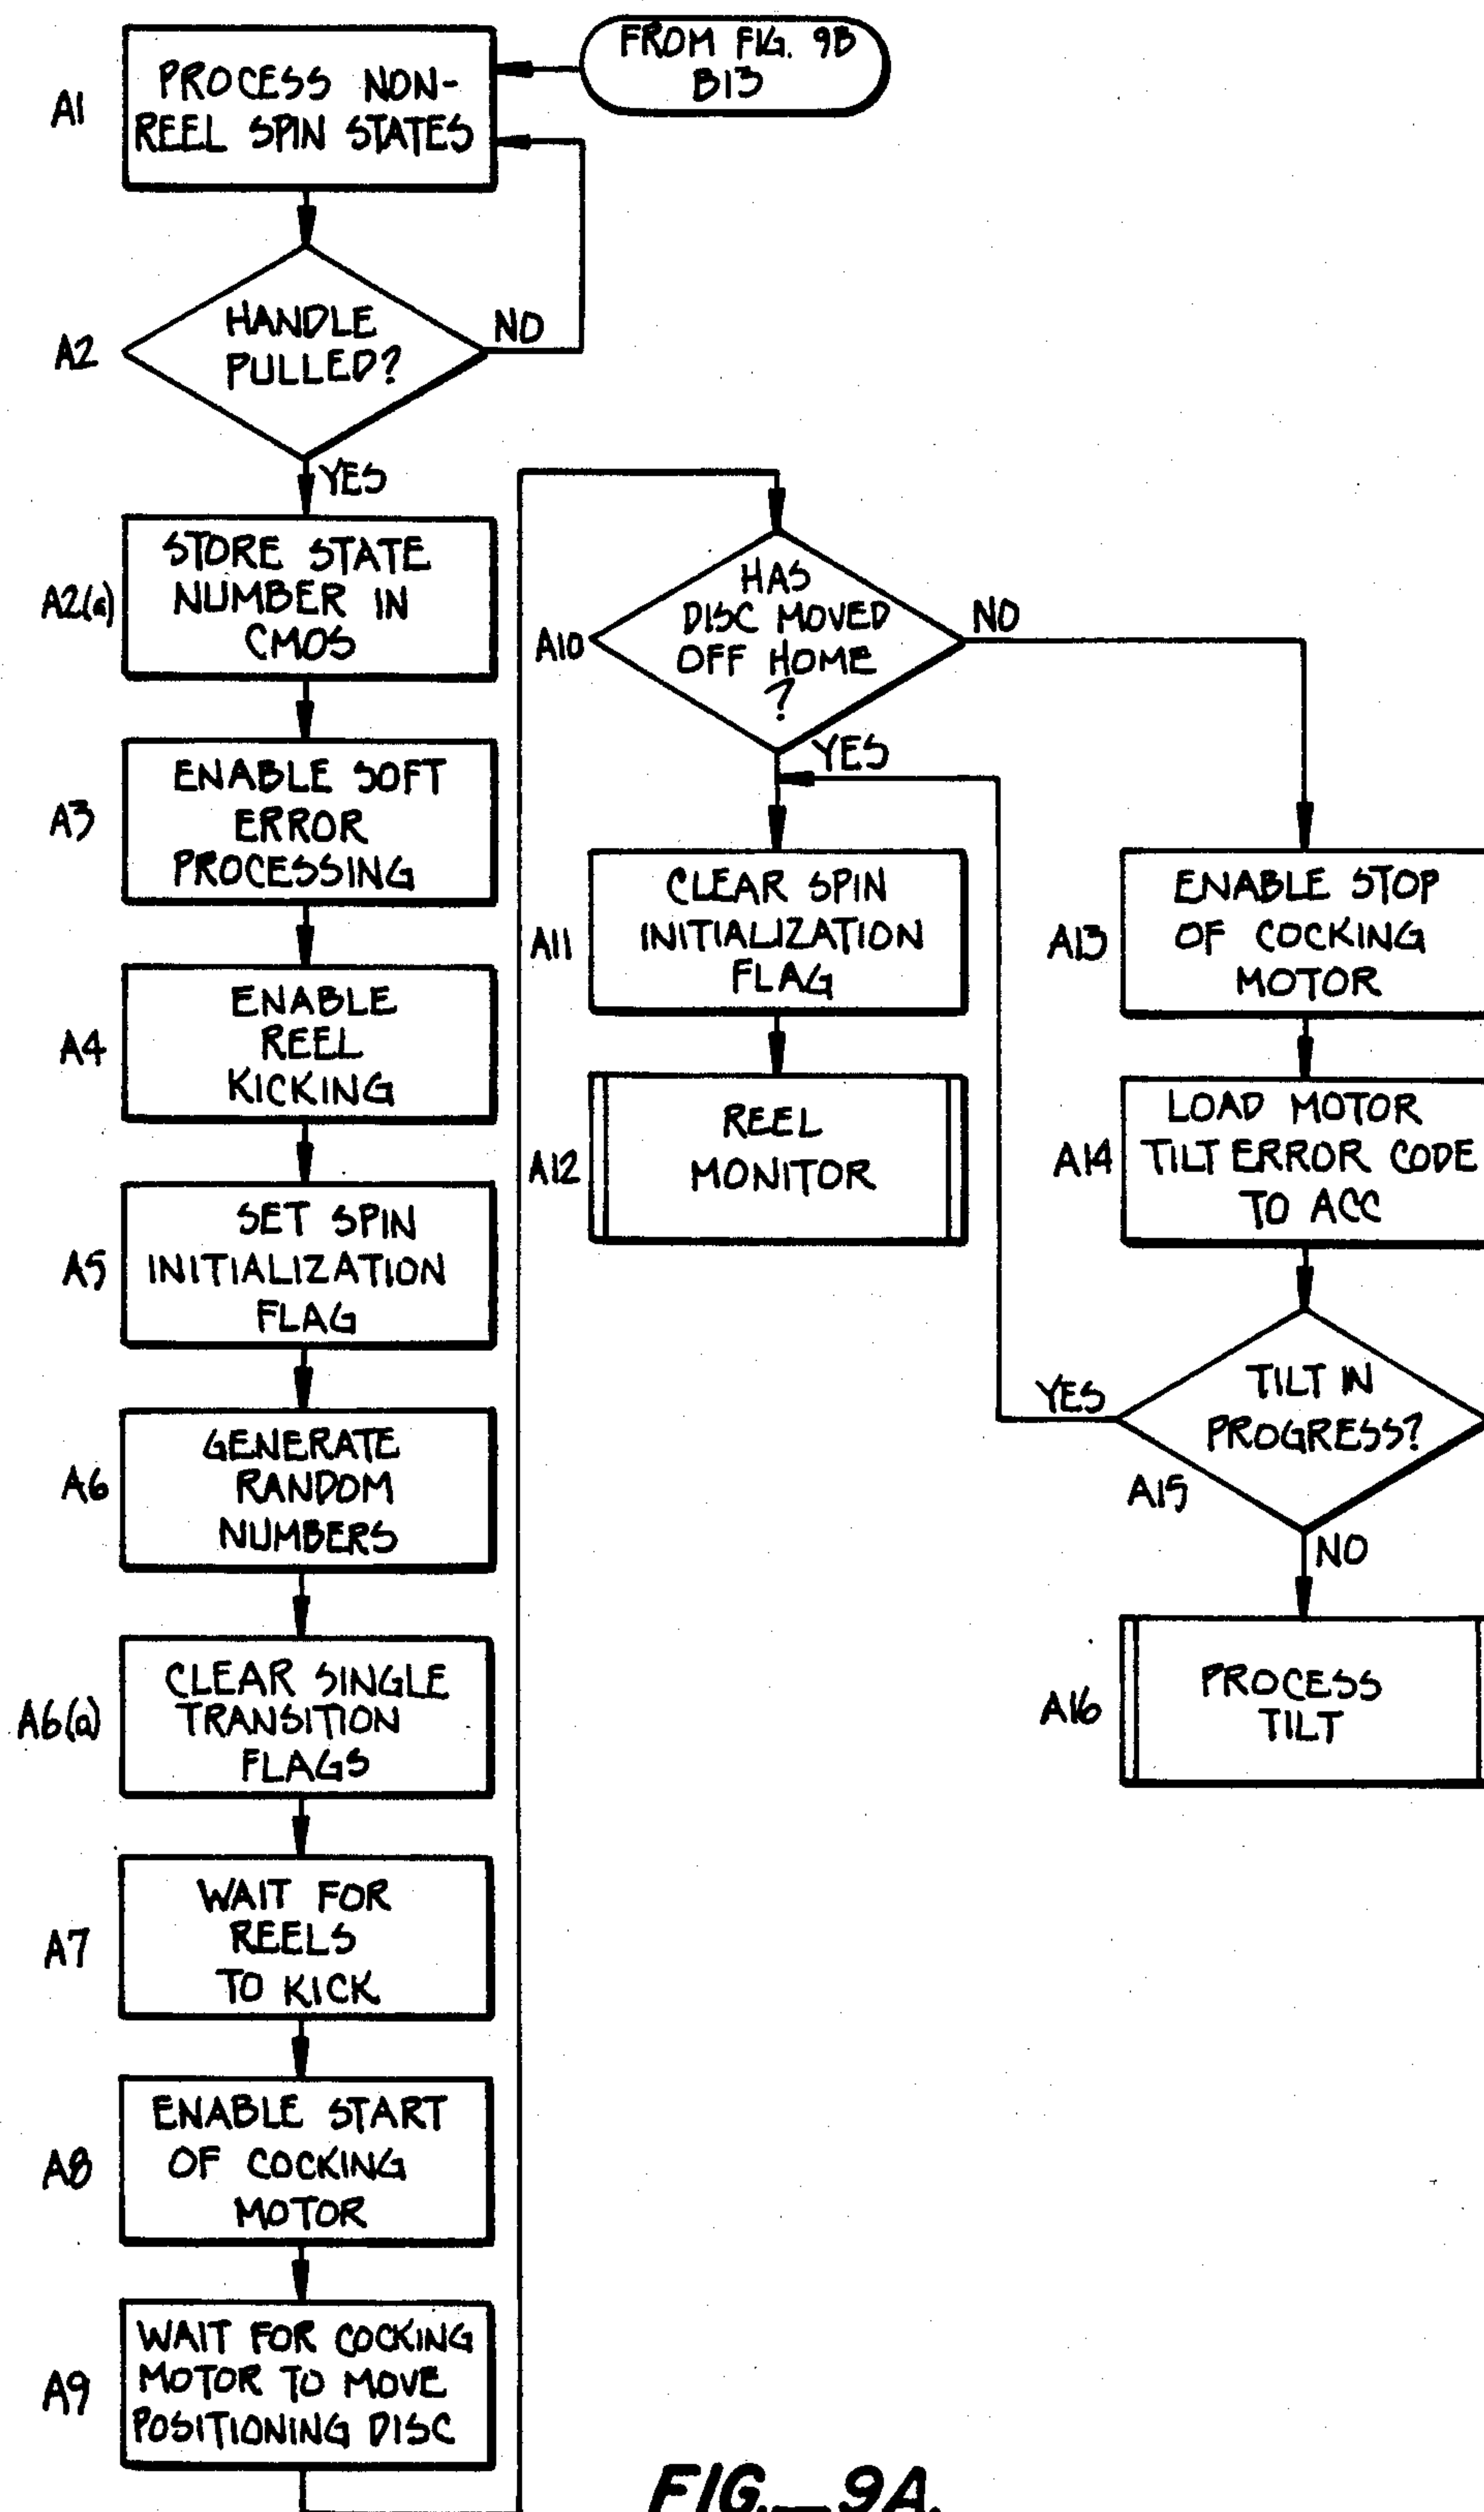 FROM FIG. 9B
B13
A1
PROCESS NON-
REEL SPIN STATES
A2
HANDLE
PULLED?
NO
YES
A2(a)
STORE STATE
NUMBER IN
CMOS
A3
ENABLE SOFT
ERROR
PROCESSING
A4
ENABLE
REEL
KICKING
A5
SET SPIN
INITIALIZATION
FLAG
A6
GENERATE
RANDOM
NUMBERS
A6(a)
CLEAR SINGLE
TRANSITION
FLAGS
A7
WAIT FOR
REELS
TO KICK
A8
ENABLE START
OF COCKING
MOTOR
A9
WAIT FOR COCKING
MOTOR TO MOVE
POSITIONING DISC
A10
HAS
DISC MOVED
OFF HOME
?
NO
YES
A11
CLEAR SPIN
INITIALIZATION
FLAG
A12
REEL
MONITOR
A13
ENABLE STOP
OF COCKING
MOTOR
A14
LOAD MOTOR
TILT ERROR CODE
TO ACC
A15
TILT IN
PROGRESS?
YES
NO
A16
PROCESS
TILT
FIG._9A.